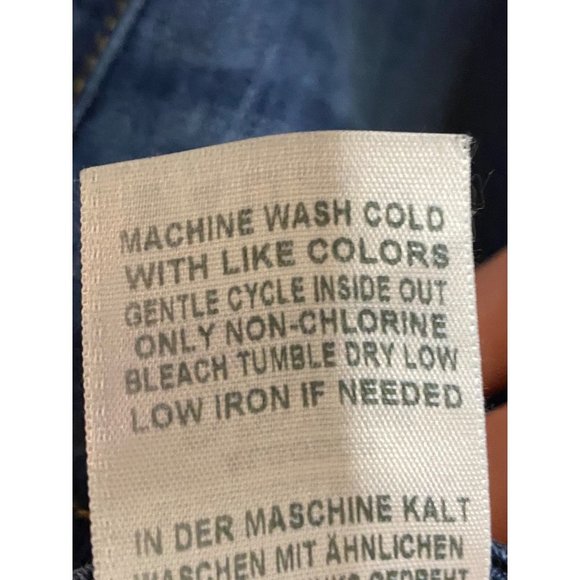 MACHINE WASH COLD
WITH LIKE COLORS
GENTLE CYCLE INSIDE OUT
ONLY NON-CHLORINE
BLEACH TUMBLE DRY LOW
LOW IRON IF NEEDED
IN DER MASCHINE KALT
WASCHEN MIT ÄHNLICHEN